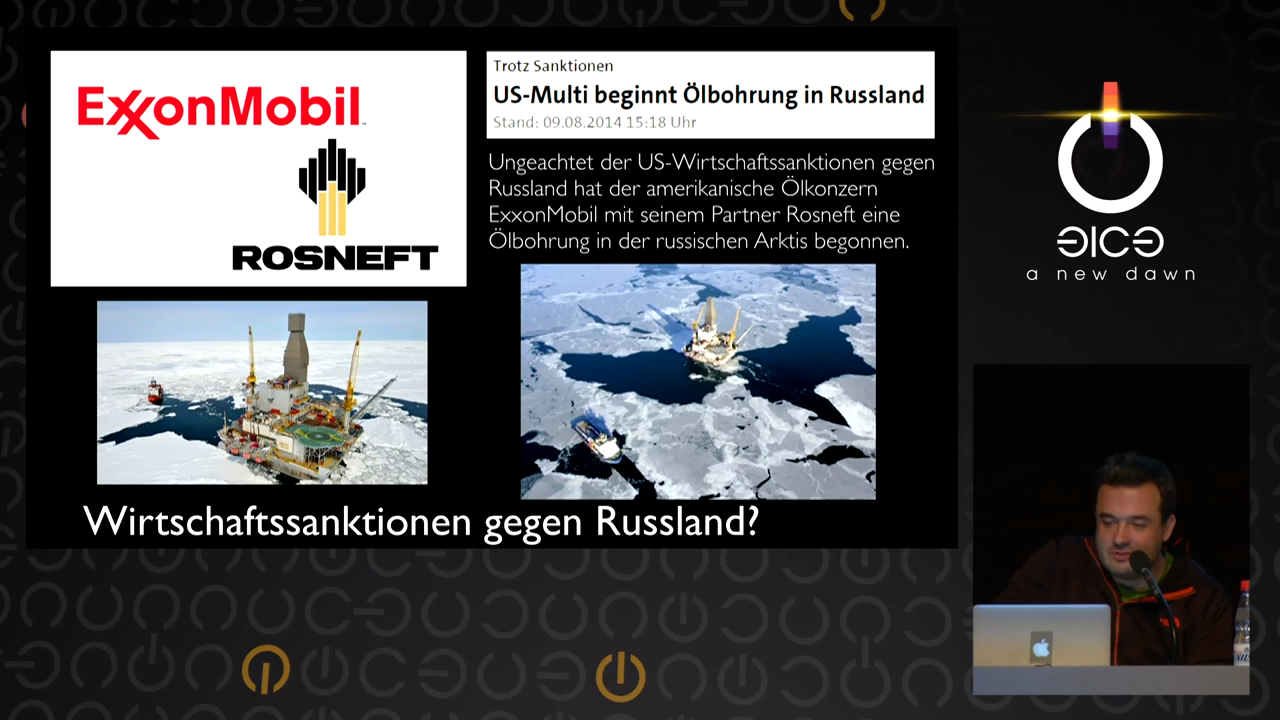 ExxonMobil
ROSNEFT
Trotz Sanktionen
US-Multi beginnt Ölbohrung in Russland
Stand: 09.08.2014 15:18 Uhr
Ungeachtet der US-Wirtschaftssanktionen gegen
Russland hat der amerikanische Ölkonzern
ExxonMobil mit seinem Partner Rosneft eine
Ölbohrung in der russischen Arktis begonnen.
Wirtschaftssanktionen gegen Russland?
a new dawn